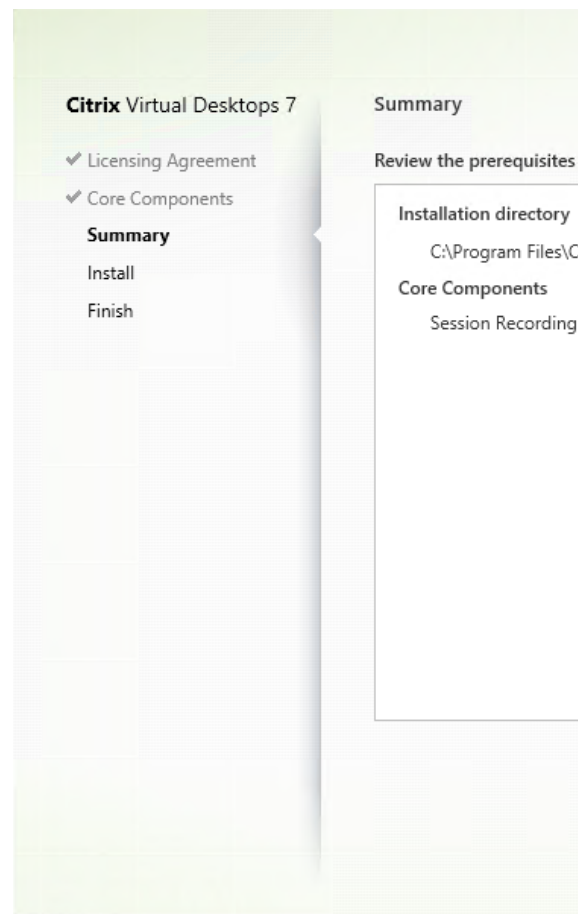 Citrix Virtual Desktops 7
Licensing Agreement
Core Components
Summary
Install
Finish
Summary
Review the prerequisites
Installation directory
C:\Program Files\C
Core Components
Session Recording